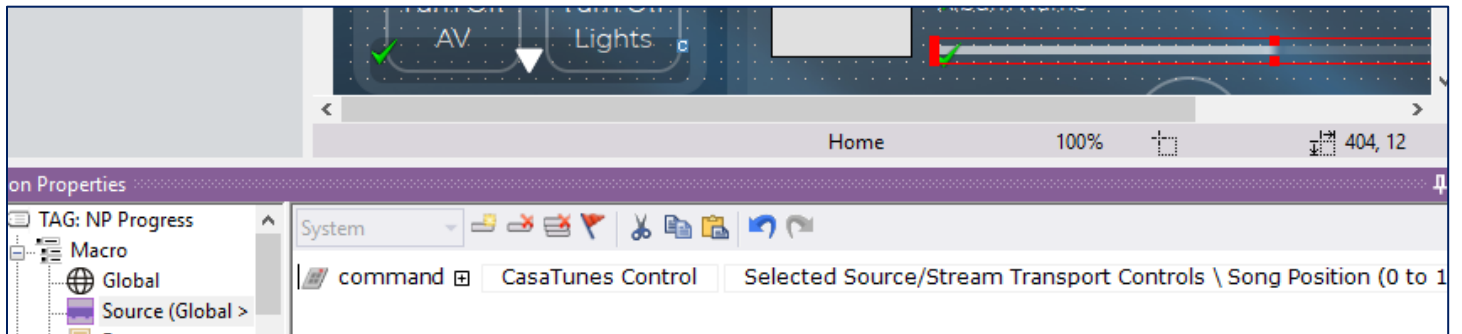 AV
Lights
c
Home 100% 404, 12
on Properties
TAG: NP Progress
System
Macro
command CasaTunes Control Selected Source/Stream Transport Controls \ Song Position (0 to 1
Global
Source (Global >